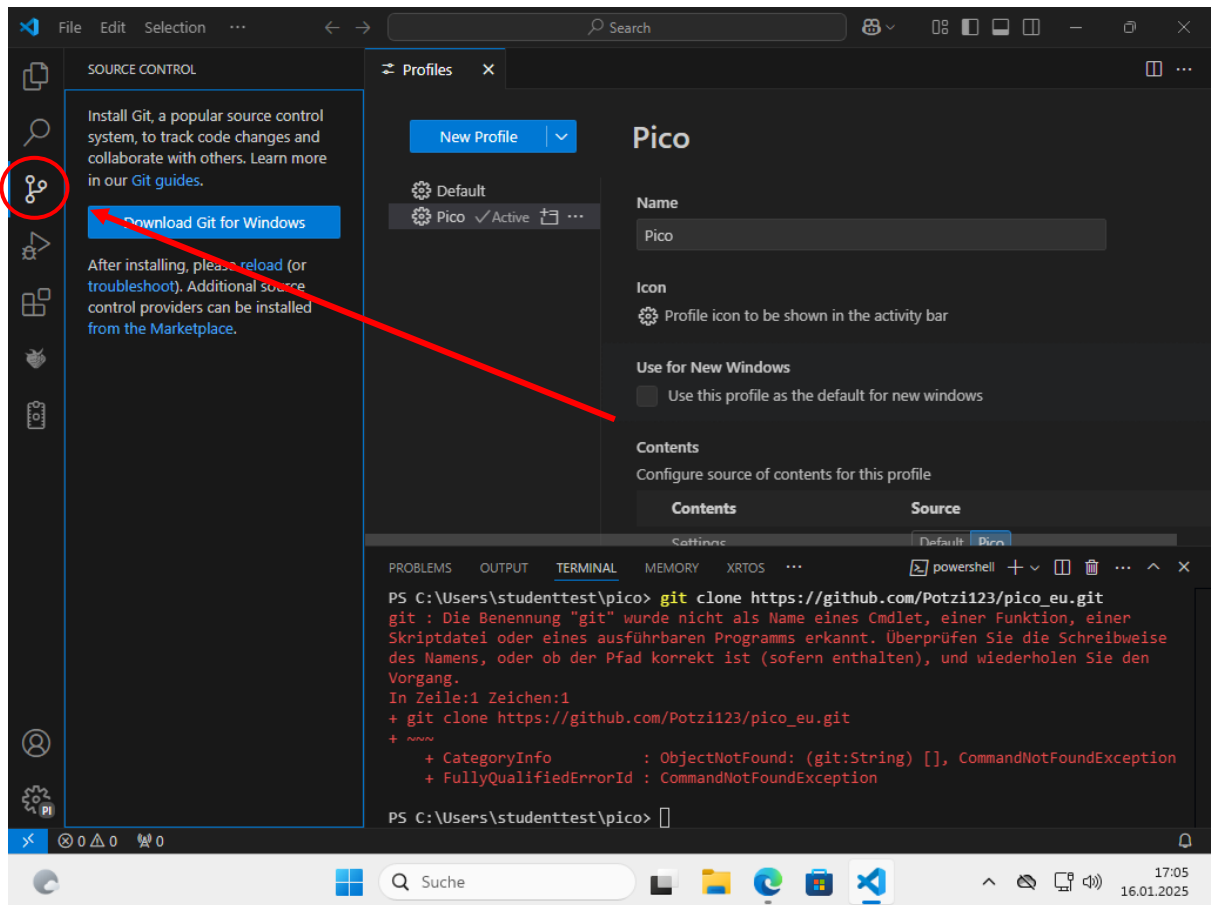 File Edit Selection ··· Search
SOURCE CONTROL
Install Git, a popular source control
system, to track code changes and
collaborate with others. Learn more
in our Git guides.
Download Git for Windows
After installing, please reload (or
troubleshoot). Additional source
control providers can be installed
from the Marketplace.
Profiles
New Profile
Default
Pico Active ···
Pico
Name
Pico
Icon
Profile icon to be shown in the activity bar
Use for New Windows
Use this profile as the default for new windows
Contents
Configure source of contents for this profile
Contents Source
Settings Default Pico
PROBLEMS OUTPUT TERMINAL MEMORY XRTOS ··· powershell
PS C:\Users\studenttest\pico> git clone https://github.com/Potzi123/pico_eu.git
git : Die Benennung "git" wurde nicht als Name eines Cmdlet, einer Funktion, einer
Skriptdatei oder eines ausführbaren Programms erkannt. Überprüfen Sie die Schreibweise
des Namens, oder ob der Pfad korrekt ist (sofern enthalten), und wiederholen Sie den
Vorgang.
In Zeile:1 Zeichen:1
+ git clone https://github.com/Potzi123/pico_eu.git
+ ~~~
+ CategoryInfo : ObjectNotFound: (git:String) [], CommandNotFoundException
+ FullyQualifiedErrorId : CommandNotFoundException
PS C:\Users\studenttest\pico>
PI
0 0 0
Suche
17:05
16.01.2025